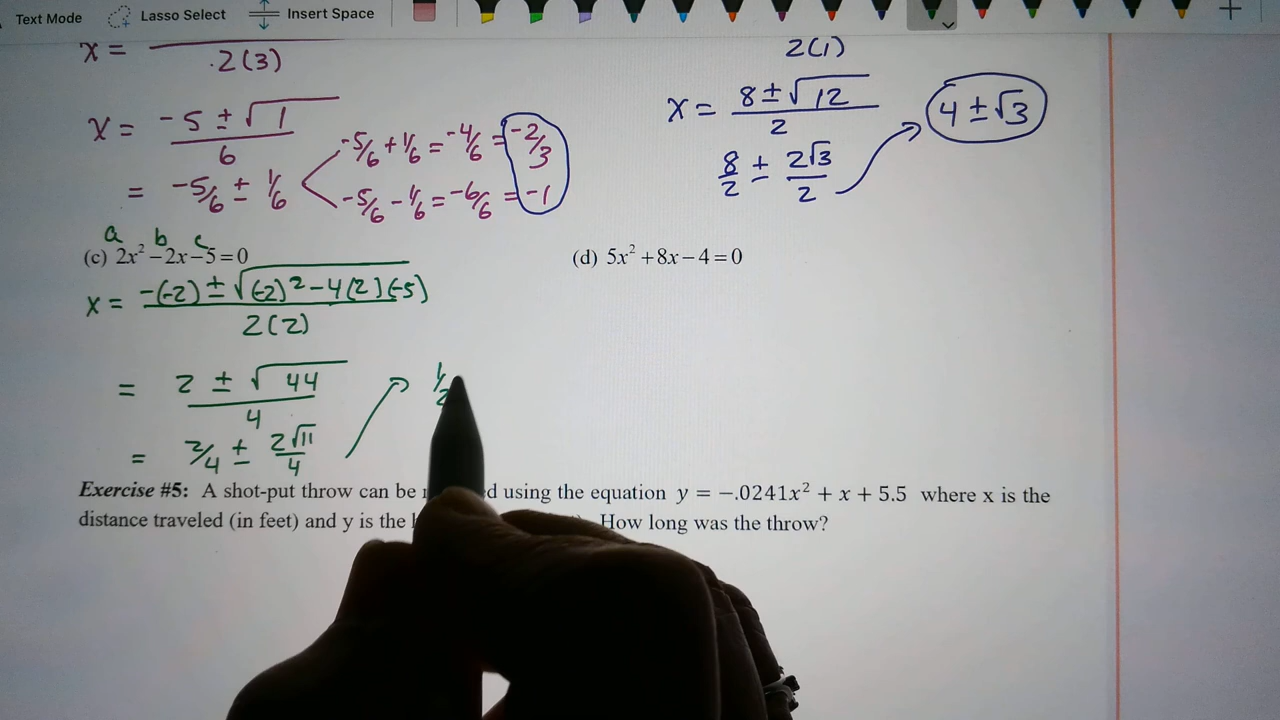 Text Mode Lasso Select Insert Space
x = 2(3)
x = -5 ± √1 / 6
= -5/6 ± 1/6
-5/6 + 1/6 = -4/6 = -2/3
-5/6 - 1/6 = -6/6 = -1
2(1)
x = 8 ± √12 / 2
8/2 ± 2√3/2
4 ± √3
a b c
(c) 2x² -2x-5=0
x = -(-2) ± √(-2)² - 4(2)(-5) / 2(2)
= 2 ± √44 / 4
= 2/4 ± 2√11/4
1/2
(d) 5x² +8x-4=0
Exercise #5: A shot-put throw can be using the equation y = -.0241x² + x + 5.5 where x is the
distance traveled (in feet) and y is the How long was the throw?